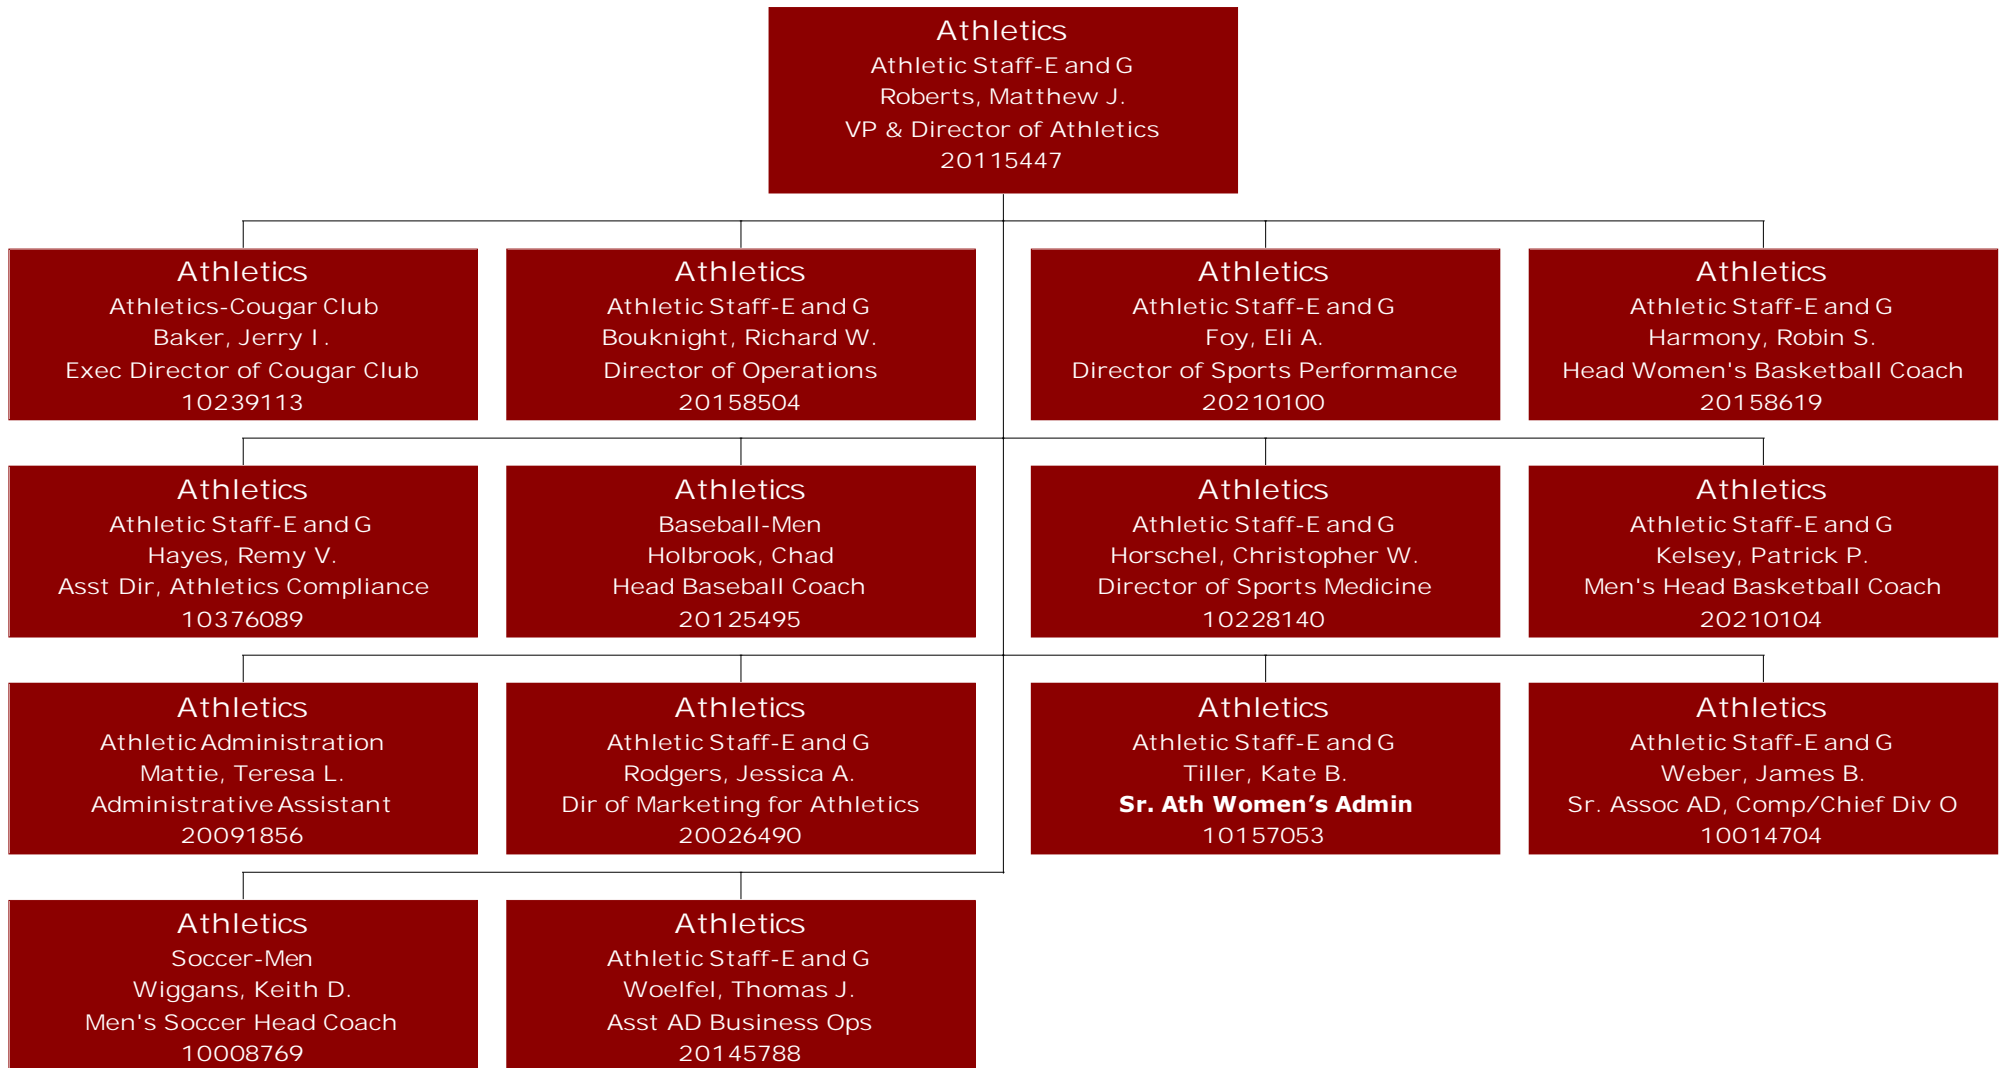 Athletics
Athletic Staff-E and G
Roberts, Matthew J.
VP & Director of Athletics
20115447
Athletics
Athletics-Cougar Club
Baker, Jerry I.
Exec Director of Cougar Club
10239113
Athletics
Athletic Staff-E and G
Bouknight, Richard W.
Director of Operations
20158504
Athletics
Athletic Staff-E and G
Foy, Eli A.
Director of Sports Performance
20210100
Athletics
Athletic Staff-E and G
Harmony, Robin S.
Head Women's Basketball Coach
20158619
Athletics
Athletic Staff-E and G
Hayes, Remy V.
Asst Dir, Athletics Compliance
10376089
Athletics
Baseball-Men
Holbrook, Chad
Head Baseball Coach
20125495
Athletics
Athletic Staff-E and G
Horschel, Christopher W.
Director of Sports Medicine
10228140
Athletics
Athletic Staff-E and G
Kelsey, Patrick P.
Men's Head Basketball Coach
20210104
Athletics
Athletic Administration
Mattie, Teresa L.
Administrative Assistant
20091856
Athletics
Athletic Staff-E and G
Rodgers, Jessica A.
Dir of Marketing for Athletics
20026490
Athletics
Athletic Staff-E and G
Tiller, Kate B.
Sr. Ath Women’s Admin
10157053
Athletics
Athletic Staff-E and G
Weber, James B.
Sr. Assoc AD, Comp/Chief Div O
10014704
Athletics
Soccer-Men
Wiggans, Keith D.
Men's Soccer Head Coach
10008769
Athletics
Athletic Staff-E and G
Woelfel, Thomas J.
Asst AD Business Ops
20145788